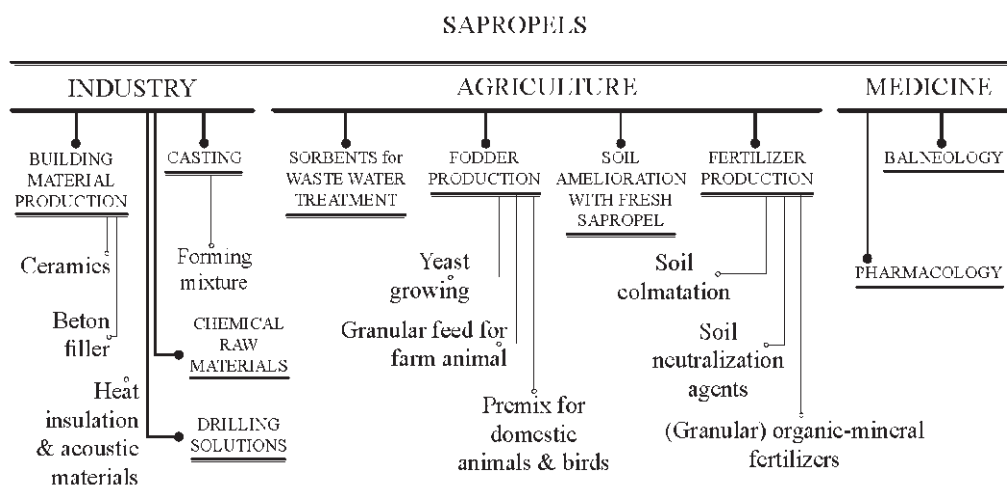 SAPROPELS
INDUSTRY
AGRICULTURE
MEDICINE
BUILDING
MATERIAL
PRODUCTION
CASTING
SORBENTS for
WASTE WATER
TREATMENT
FODDER
PRODUCTION
SOIL
AMELIORATION
WITH FRESH
SAPROPEL
FERTILIZER
PRODUCTION
BALNEOLOGY
PHARMACOLOGY
Ceramics
Beton
filler
Heat
insulation
& acoustic
materials
Forming
mixture
CHEMICAL
RAW
MATERIALS
DRILLING
SOLUTIONS
Yeast
growing
Granular feed for
farm animal
Premix for
domestic
animals & birds
Soil
colmatation
Soil
neutralization
agents
(Granular) organic-mineral
fertilizers